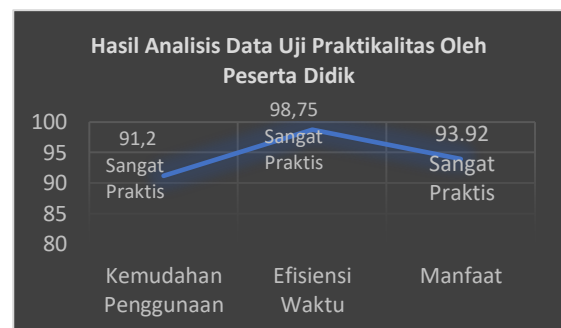 Hasil Analisis Data Uji Praktikalitas Oleh
Peserta Didik
100
95
90
85
80
91,2
Sangat
Praktis
98,75
Sangat
Praktis
93.92
Sangat
Praktis
Kemudahan
Penggunaan
Efisiensi
Waktu
Manfaat